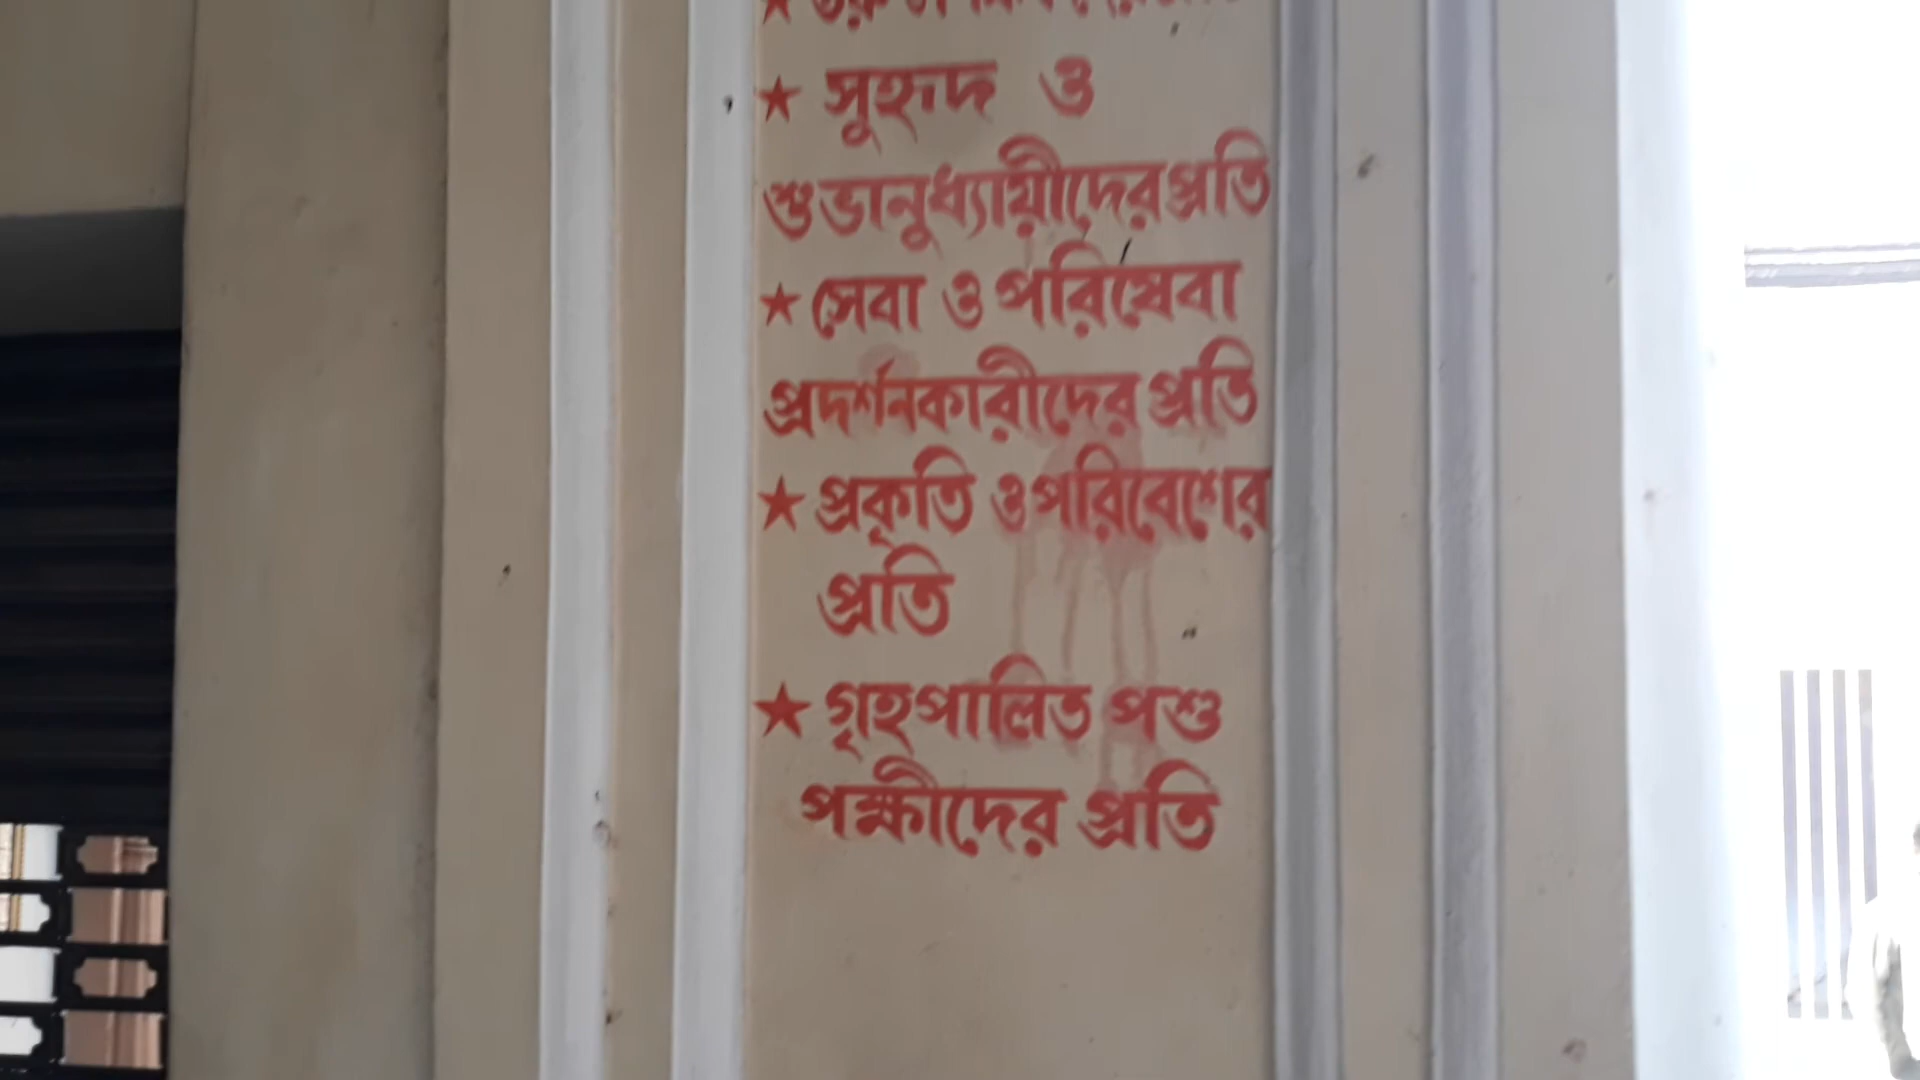 ★ সুহৃদ ও
শুভানুধ্যায়ীদের প্রতি
★ সেবা ও পরিষেবা
প্রদর্শনকারীদের প্রতি
★ প্রকৃতি ও পরিবেশের
প্রতি
★ গৃহপালিত পশু
পক্ষীদের প্রতি